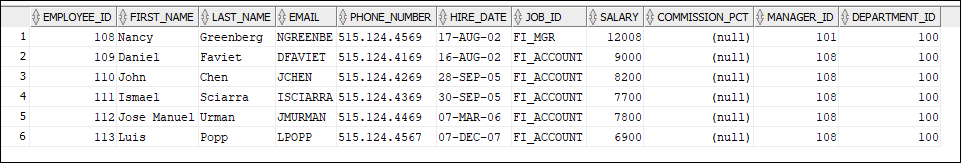 EMPLOYEE_ID FIRST_NAME LAST_NAME EMAIL PHONE_NUMBER HIRE_DATE JOB_ID SALARY COMMISSION_PCT MANAGER_ID DEPARTMENT_ID
1 108 Nancy Greenberg NGREENBE 515.124.4569 17-AUG-02 FI_MGR 12008 (null) 101 100
2 109 Daniel Faviet DFAVIET 515.124.4169 16-AUG-02 FI_ACCOUNT 9000 (null) 108 100
3 110 John Chen JCHEN 515.124.4269 28-SEP-05 FI_ACCOUNT 8200 (null) 108 100
4 111 Ismael Sciarra ISCIARRA 515.124.4369 30-SEP-05 FI_ACCOUNT 7700 (null) 108 100
5 112 Jose Manuel Urman JMURMAN 515.124.4469 07-MAR-06 FI_ACCOUNT 7800 (null) 108 100
6 113 Luis Popp LPOPP 515.124.4567 07-DEC-07 FI_ACCOUNT 6900 (null) 108 100